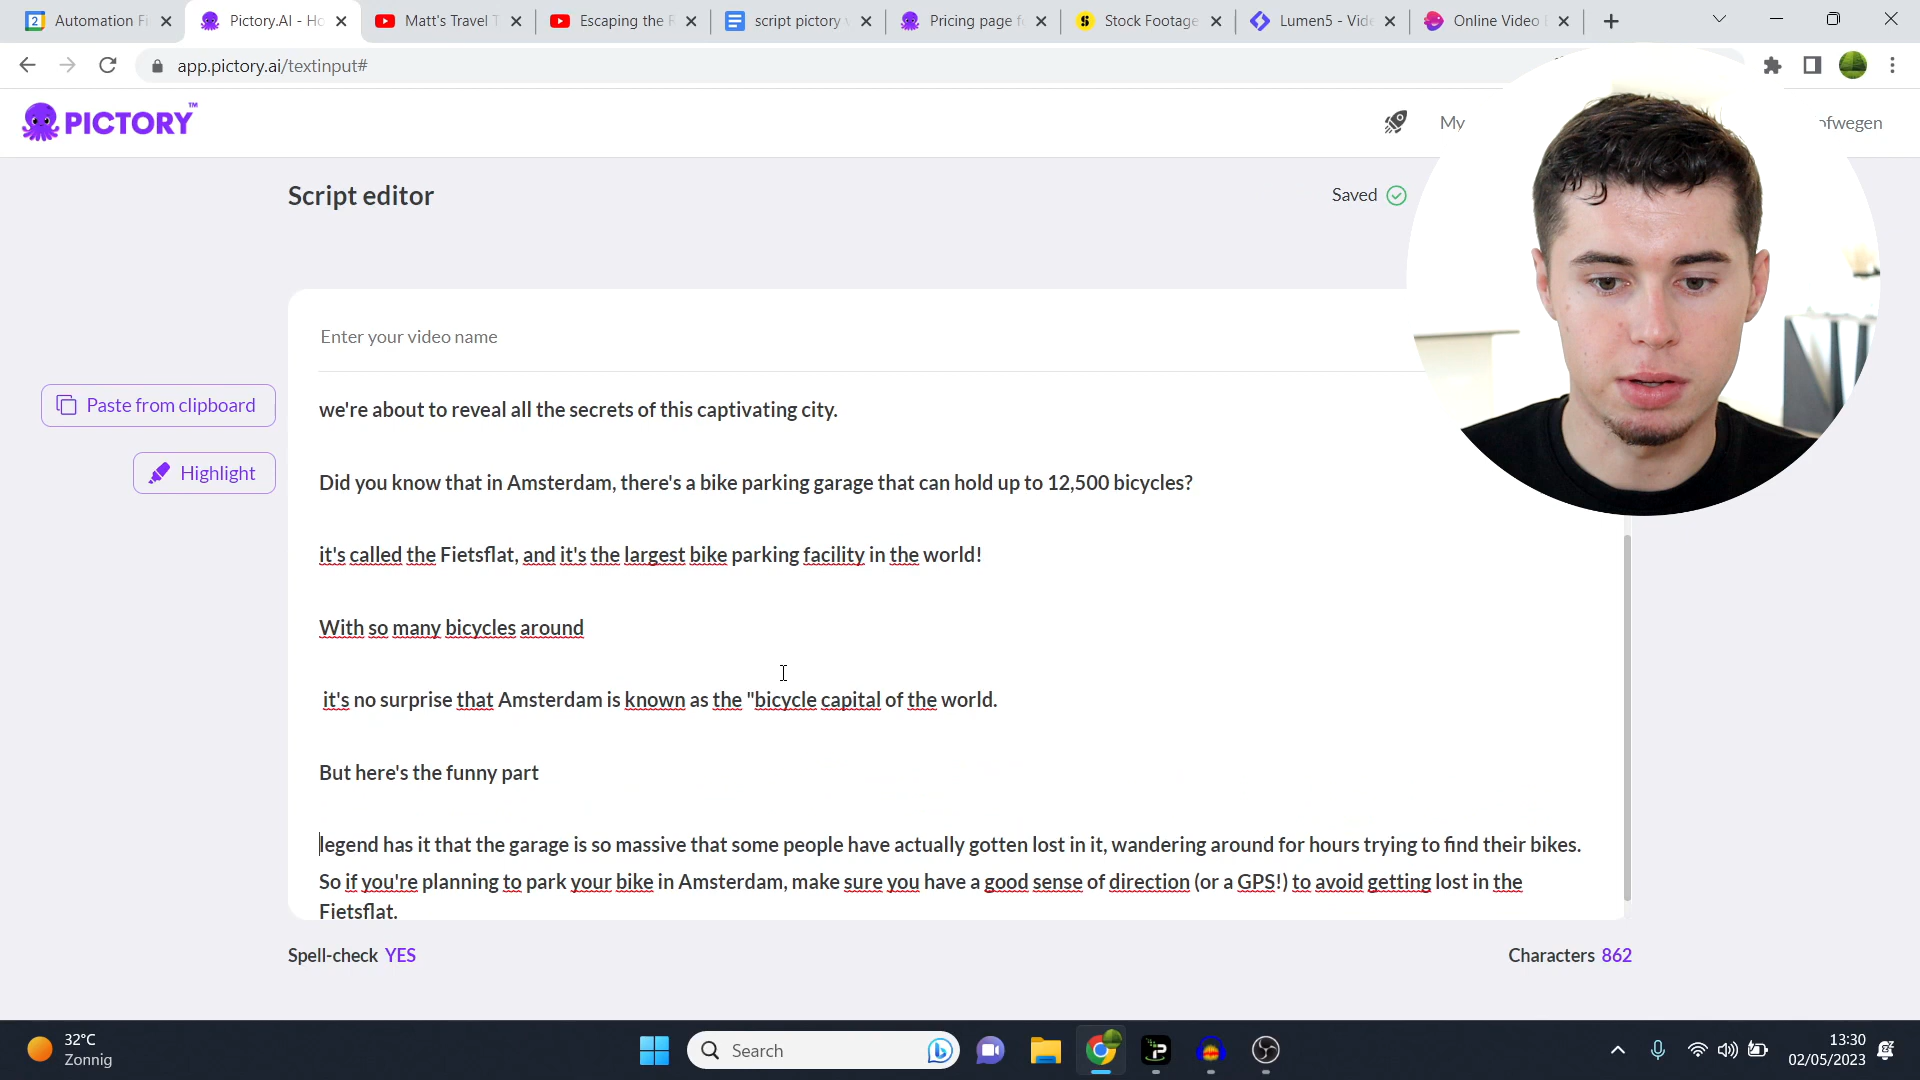 Automation Fi
Pictory.AI - Ho
Matt's Travel T
Escaping the R
script pictory v
Pricing page fo
Stock Footage
Lumen5 - Vide
Online Video
app.pictory.ai/textinput#
PICTORY™
My
ofwegen
Script editor
Saved
Enter your video name
Paste from clipboard
Highlight
we're about to reveal all the secrets of this captivating city.
Did you know that in Amsterdam, there's a bike parking garage that can hold up to 12,500 bicycles?
it's called the Fietsflat, and it's the largest bike parking facility in the world!
With so many bicycles around
it's no surprise that Amsterdam is known as the "bicycle capital of the world.
But here's the funny part
legend has it that the garage is so massive that some people have actually gotten lost in it, wandering around for hours trying to find their bikes.
So if you're planning to park your bike in Amsterdam, make sure you have a good sense of direction (or a GPS!) to avoid getting lost in the
Fietsflat.
Spell-check YES
Characters 862
32°C
Zonnig
Search
13:30
02/05/2023